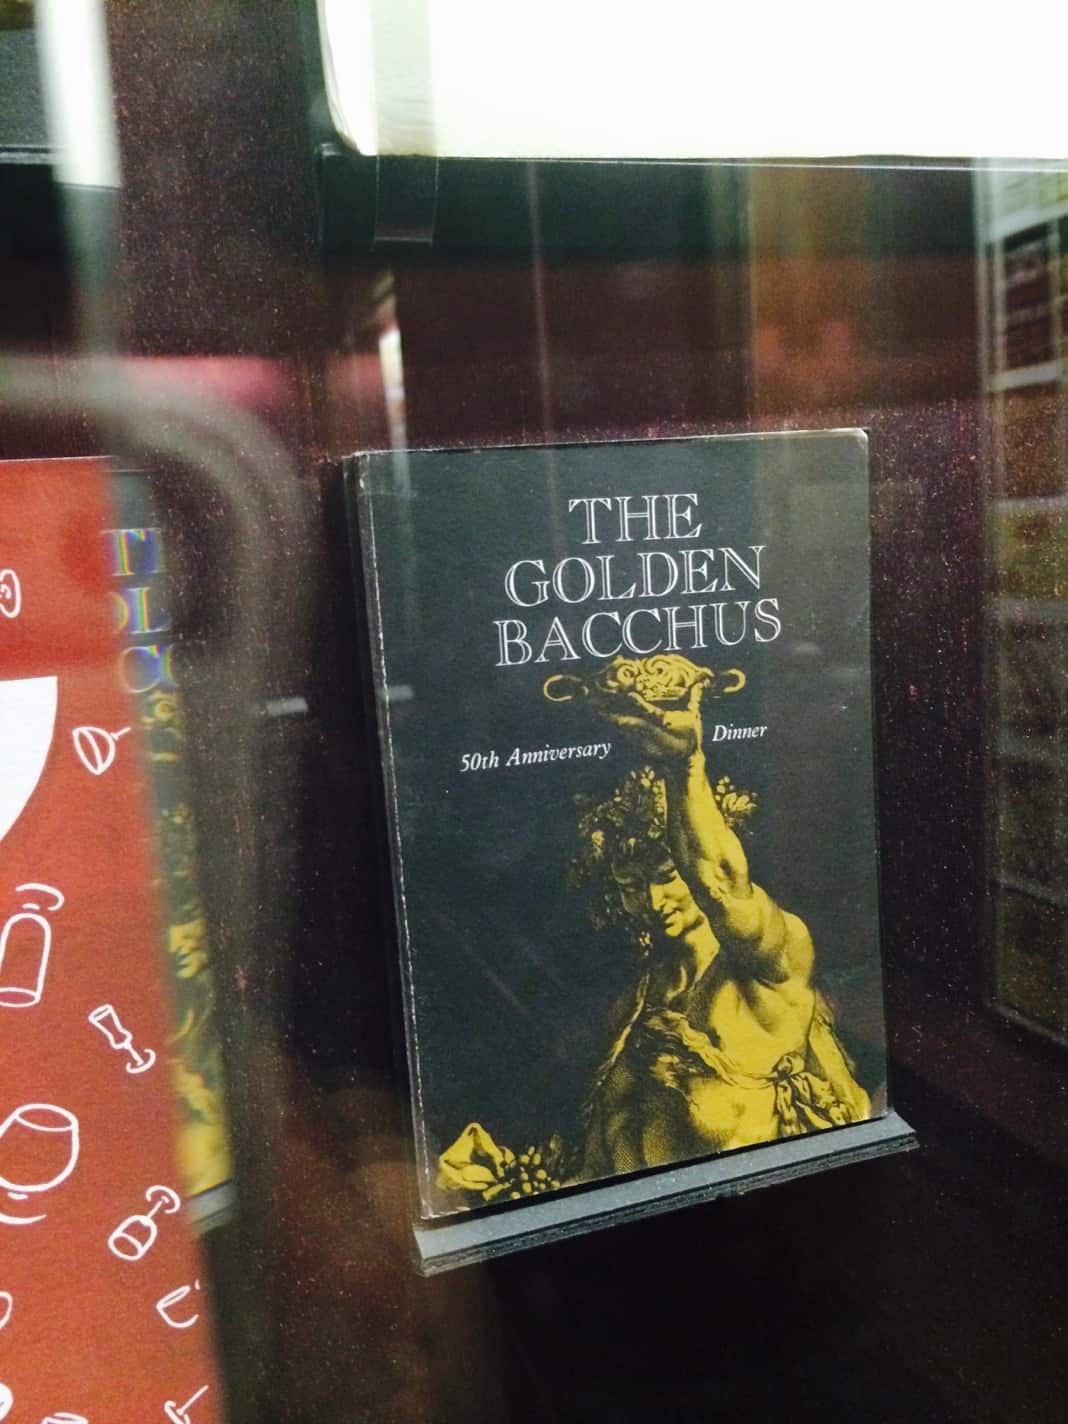 THE
GOLDEN
BACCHUS
50th Anniversary Dinner